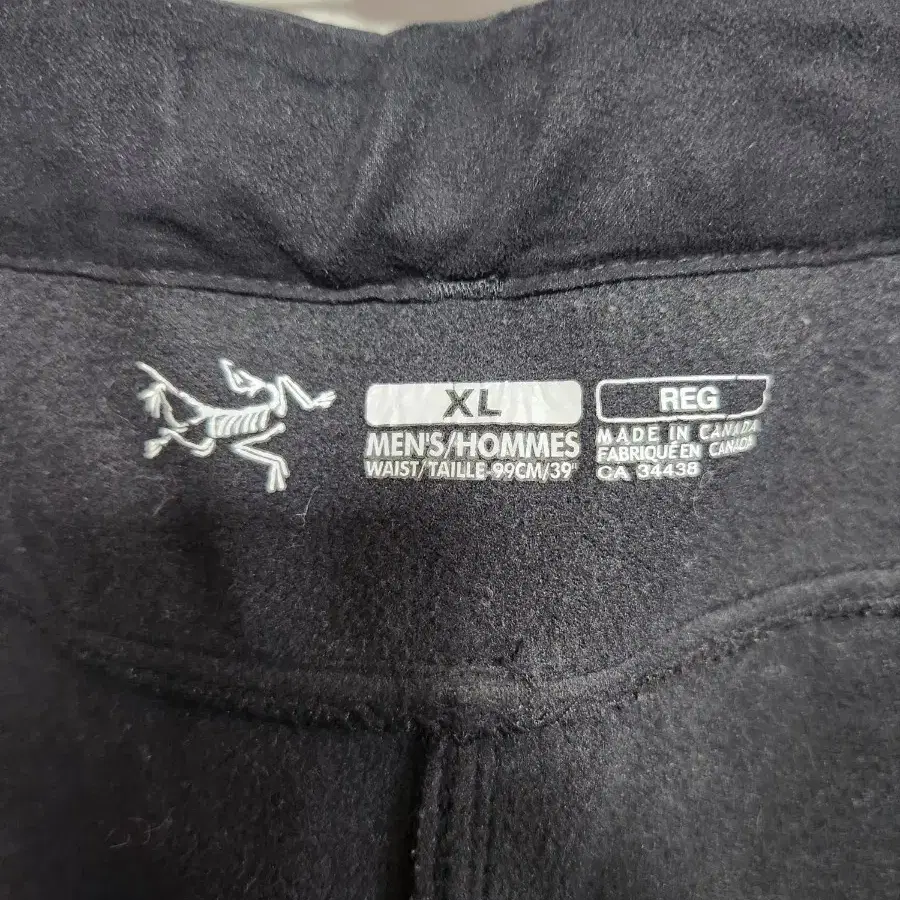 XL
MEN'S/HOMMES
WAIST/TAILLE-99CM/39"
REG
MADE IN CANADA
FABRIQUÉ EN CANADA
CA 34438